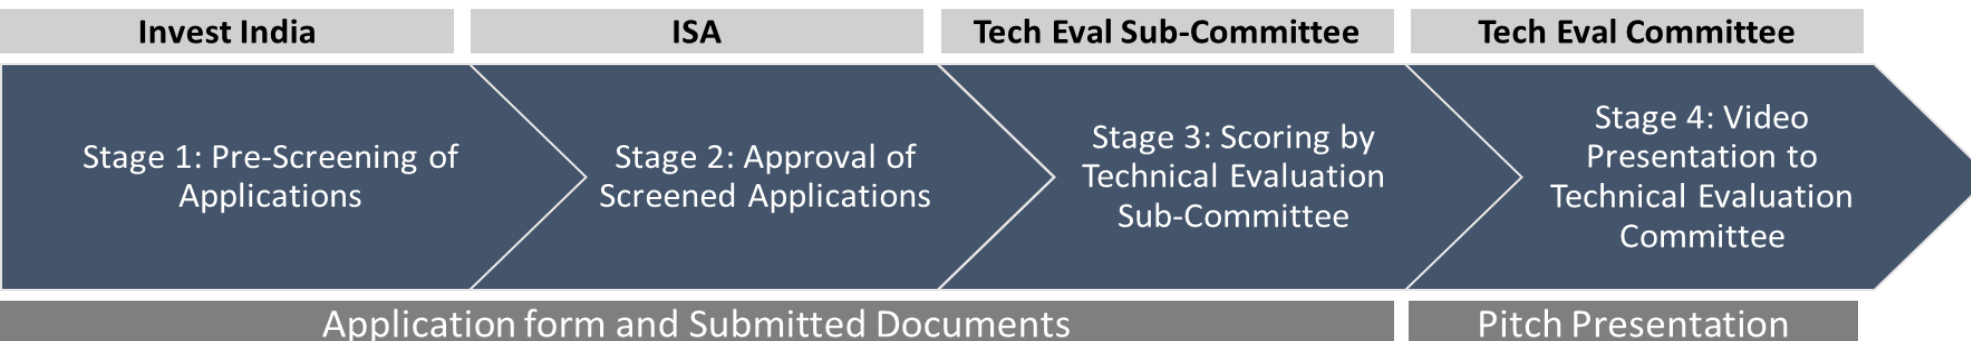 Invest India
ISA
Tech Eval Sub-Committee
Tech Eval Committee
Stage 1: Pre-Screening of
Applications
Stage 2: Approval of
Screened Applications
Stage 3: Scoring by
Technical Evaluation
Sub-Committee
Stage 4: Video
Presentation to
Technical Evaluation
Committee
Application form and Submitted Documents
Pitch Presentation